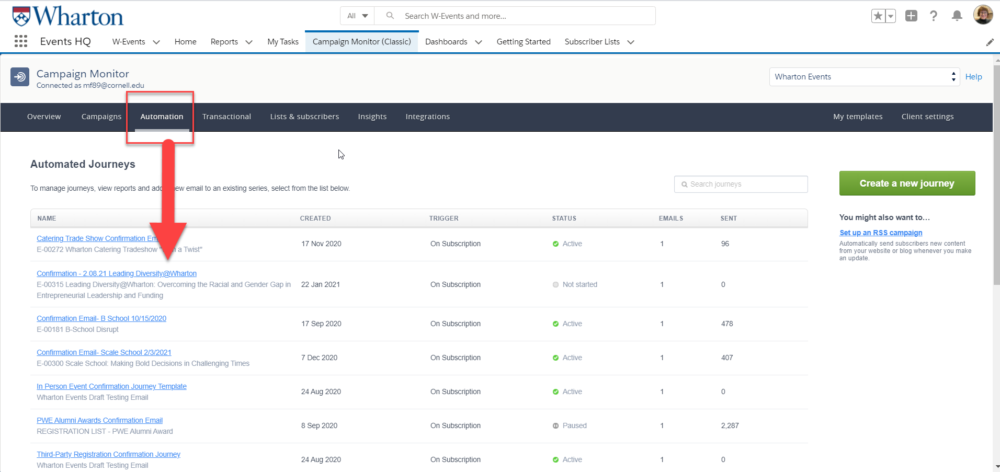 Wharton
All
Search W-Events and more...
Events HQ
W-Events
Home
Reports
My Tasks
Campaign Monitor (Classic)
Dashboards
Getting Started
Subscriber Lists
Campaign Monitor
Connected as mf89@cornell.edu
Wharton Events
Help
Overview
Campaigns
Automation
Transactional
Lists & subscribers
Insights
Integrations
My templates
Client settings
Automated Journeys
To manage journeys, view reports and add new email to an existing series, select from the list below.
Search journeys
Create a new journey
You might also want to...
Set up an RSS campaign
Automatically send subscribers new content
from your website or blog whenever you make
an update.
NAME CREATED TRIGGER STATUS EMAILS SENT
Catering Trade Show Confirmation Em
E-00272 Wharton Catering Tradeshow " a Twist"
17 Nov 2020 On Subscription Active 1 96
Confirmation - 2.08.21 Leading Diversity@Wharton
E-00315 Leading Diversity@Wharton: Overcoming the Racial and Gender Gap in
Entrepreneurial Leadership and Funding
22 Jan 2021 On Subscription Not started 1 0
Confirmation Email- B School 10/15/2020
E-00181 B-School Disrupt
17 Sep 2020 On Subscription Active 1 478
Confirmation Email- Scale School 2/3/2021
E-00300 Scale School: Making Bold Decisions in Challenging Times
7 Dec 2020 On Subscription Active 1 407
In Person Event Confirmation Journey Template
Wharton Events Draft Testing Email
24 Aug 2020 On Subscription Active 1 0
PWE Alumni Awards Confirmation Email
REGISTRATION LIST - PWE Alumni Award
8 Sep 2020 On Subscription Paused 1 2,287
Third-Party Registration Confirmation Journey
Wharton Events Draft Testing Email
24 Aug 2020 On Subscription Active 1 0